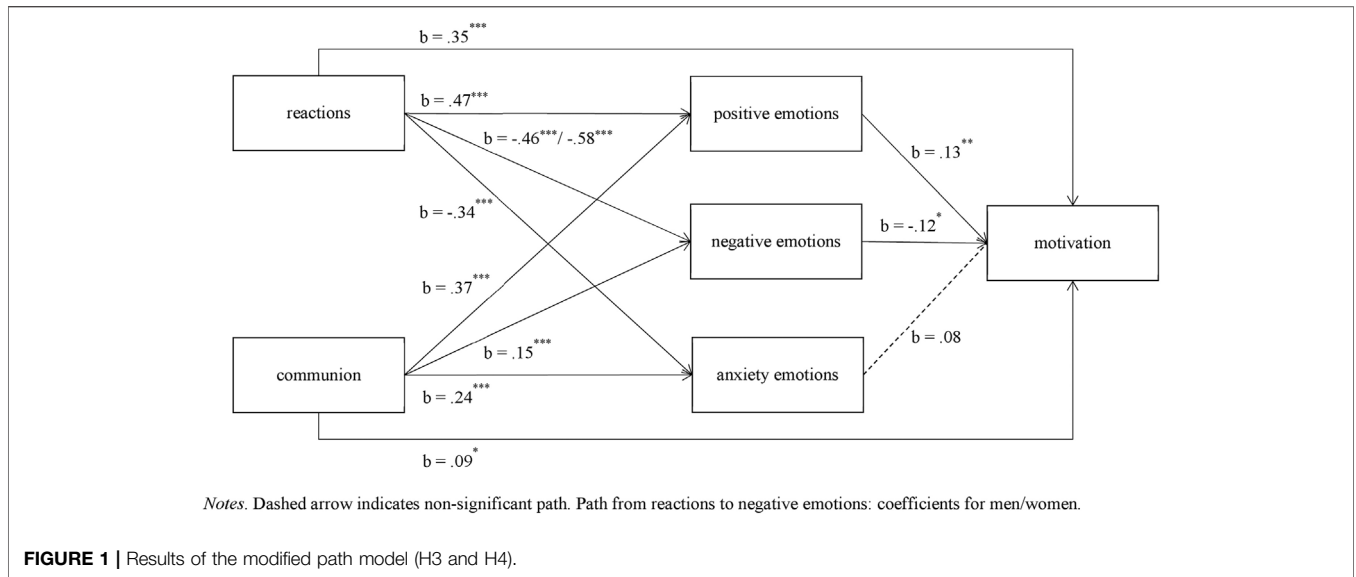 b = .35***
reactions
b = .47***
positive emotions
b = -.46***/ -.58***
b = .13**
b = -.34***
negative emotions
b = -.12*
motivation
b = .37***
b = .15***
b = .08
communion
anxiety emotions
b = .24***
b = .09*
Notes. Dashed arrow indicates non-significant path. Path from reactions to negative emotions: coefficients for men/women.
FIGURE 1 | Results of the modified path model (H3 and H4).